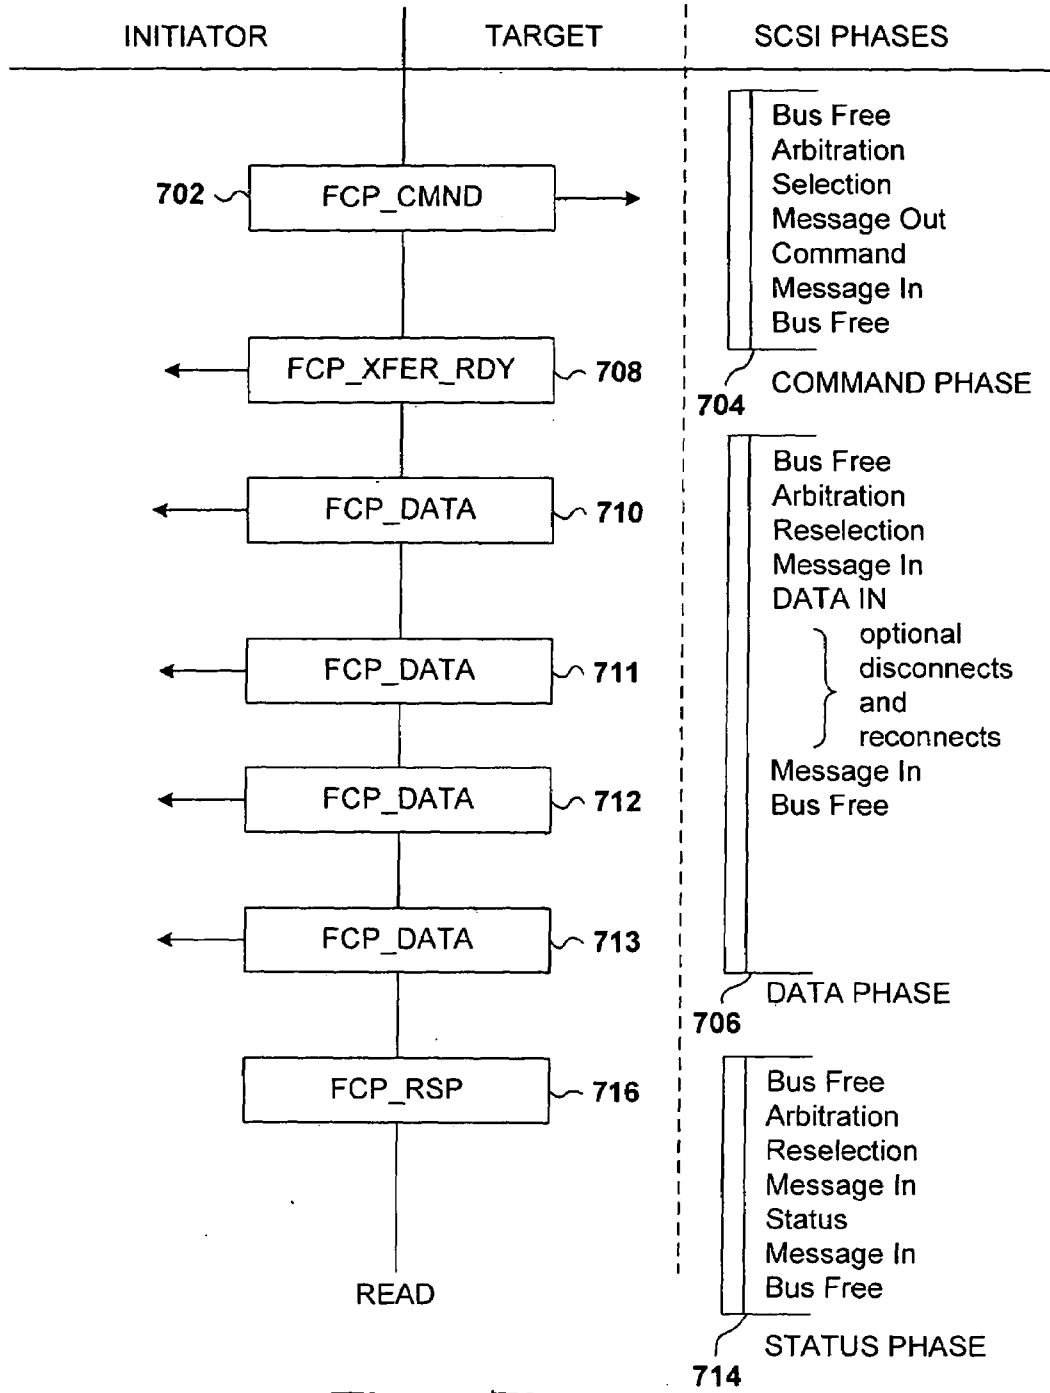 INITIATOR
TARGET
SCSI PHASES
702
FCP_CMND
Bus Free
Arbitration
Selection
Message Out
Command
Message In
Bus Free
704
COMMAND PHASE
FCP_XFER_RDY
708
FCP_DATA
710
FCP_DATA
711
FCP_DATA
712
FCP_DATA
713
Bus Free
Arbitration
Reselection
Message In
DATA IN
optional
disconnects
and
reconnects
Message In
Bus Free
706
DATA PHASE
FCP_RSP
716
READ
Bus Free
Arbitration
Reselection
Message In
Status
Message In
Bus Free
714
STATUS PHASE